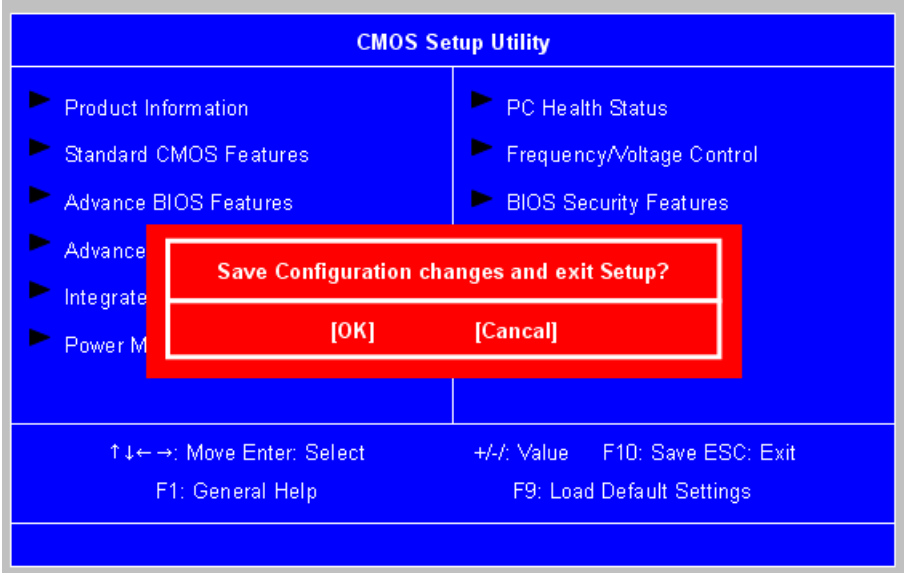 CMOS Setup Utility
Product Information
Standard CMOS Features
Advance BIOS Features
Advance
Integrate
Power M
PC Health Status
Frequency/Voltage Control
BIOS Security Features
Save Configuration changes and exit Setup?
[OK] [Cancal]
↑↓←→: Move Enter: Select +/-/: Value F10: Save ESC: Exit
F1: General Help F9: Load Default Settings